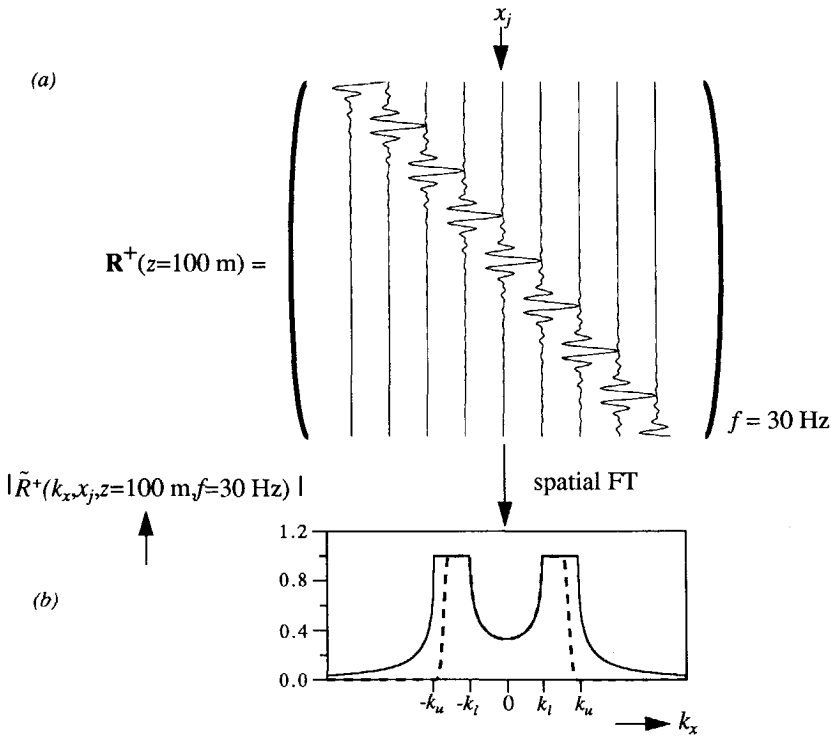 x_j
(a)
R⁺(z=100 m) =
f = 30 Hz
|R̃⁺(k_x,x_j,z=100 m,f=30 Hz)|
spatial FT
1.2
0.8
(b)
0.4
0.0
-k_u -k_l 0 k_l k_u
k_x